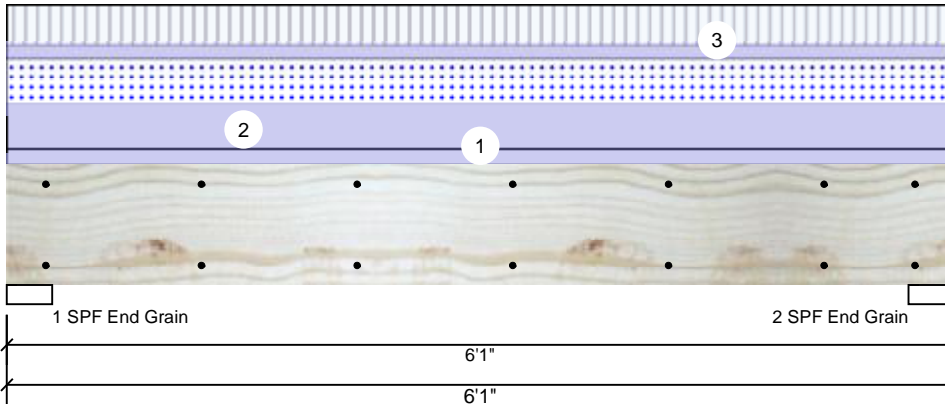 3
2
1
1 SPF End Grain
2 SPF End Grain
6'1"
6'1"